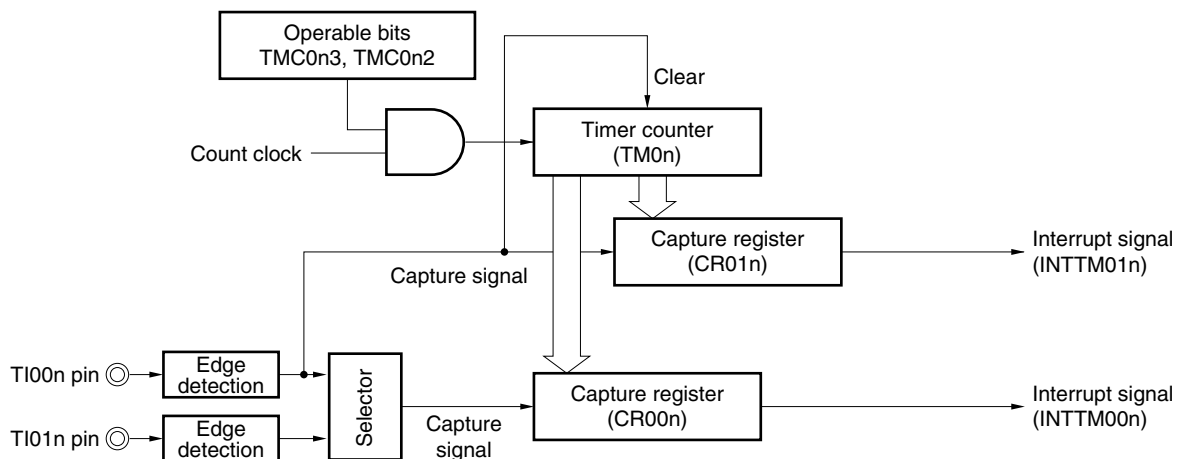 Operable bits
TMC0n3, TMC0n2
Clear
Timer counter
(TM0n)
Count clock
Capture register
(CR01n)
Interrupt signal
(INTTM01n)
Capture signal
TI00n pin
Edge
detection
Selector
Capture register
(CR00n)
Interrupt signal
(INTTM00n)
TI01n pin
Edge
detection
Capture
signal